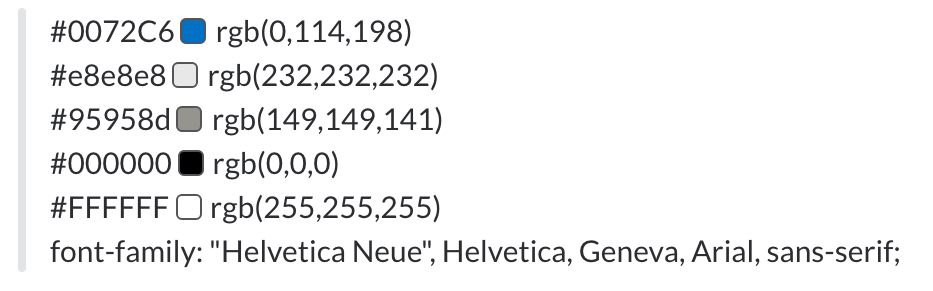 #0072C6 rgb(0,114,198)
#e8e8e8 rgb(232,232,232)
#95958d rgb(149,149,141)
#000000 rgb(0,0,0)
#FFFFFF rgb(255,255,255)
font-family: "Helvetica Neue", Helvetica, Geneva, Arial, sans-serif;